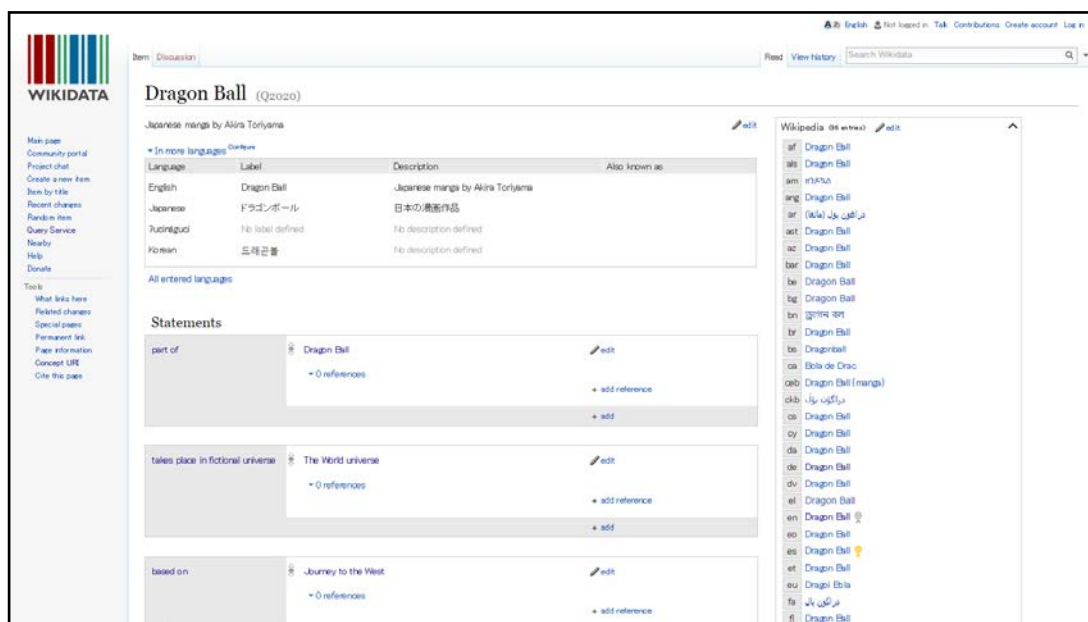 English Not logged in Talk Contributions Create account Log in
WIKIDATA
Item Discussion
Read View history Search Wikidata
Main page
Community portal
Project chat
Create a new item
Item by title
Recent changes
Random item
Query Service
Nearby
Help
Donate
Tools
What links here
Related changes
Special pages
Permanent link
Page information
Concept URI
Cite this page
Dragon Ball (Q2020)
Japanese manga by Akira Toriyama edit
In more languages Configure
Language Label Description Also known as
English Dragon Ball Japanese manga by Akira Toriyama
Japanese ドラゴンボール 日本の漫画作品
No label defined No description defined
Korean 드래곤볼 No description defined
All entered languages
Statements
part of Dragon Ball edit
0 references
+ add reference
+ add
takes place in fictional universe The World universe edit
0 references
+ add reference
+ add
based on Journey to the West edit
0 references
+ add reference
Wikipedia edit
af Dragon Ball
als Dragon Ball
am
ang Dragon Ball
ar دراغون بول (مانغا)
ast Dragon Ball
az Dragon Ball
bar Dragon Ball
be Dragon Ball
bg Dragon Ball
bn ড্রাগন বল
br Dragon Ball
bs Dragonball
ca Bola de Drac
ceb Dragon Ball (manga)
ckb دراگۆن بۆڵ
cs Dragon Ball
cy Dragon Ball
da Dragon Ball
de Dragon Ball
dv Dragon Ball
el Dragon Ball
en Dragon Ball
eo Dragon Ball
es Dragon Ball
et Dragon Ball
eu Dragoi Bola
fa دراگون بال
fi Dragon Ball